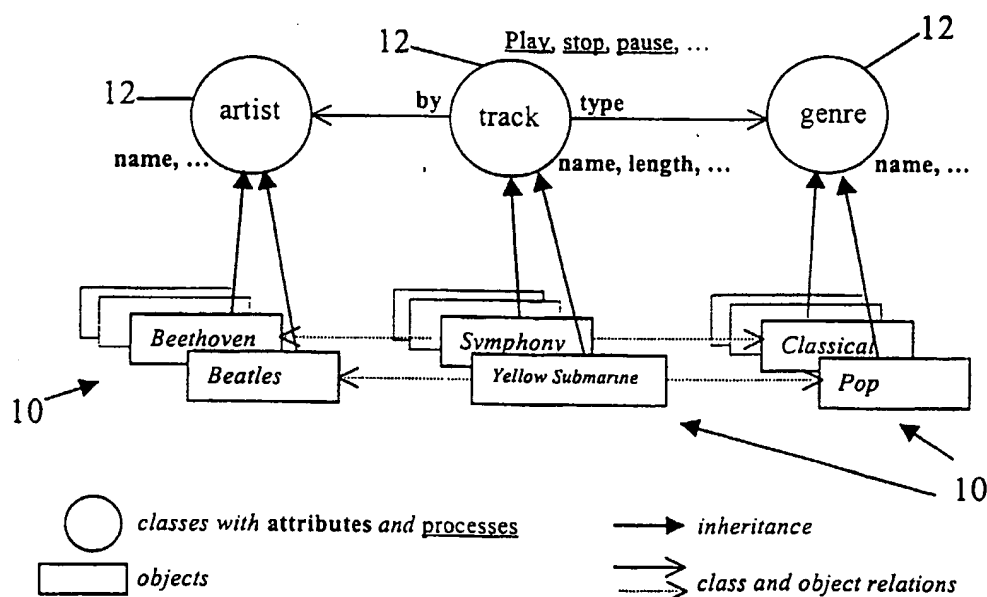 12
Play, stop, pause, ...
12
12
artist
by
track
type
genre
name, ...
name, length, ...
name, ...
Beethoven
Symphony
Classical
Beatles
Yellow Submarine
Pop
10
10
classes with attributes and processes
inheritance
objects
class and object relations